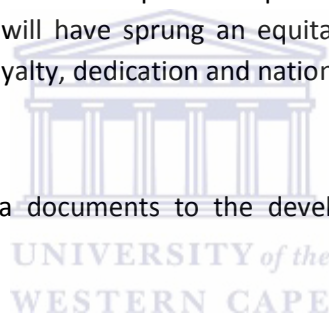 will have sprung an equita
yalty, dedication and nation
a documents to the devel
UNIVERSITY of the
WESTERN CAPE